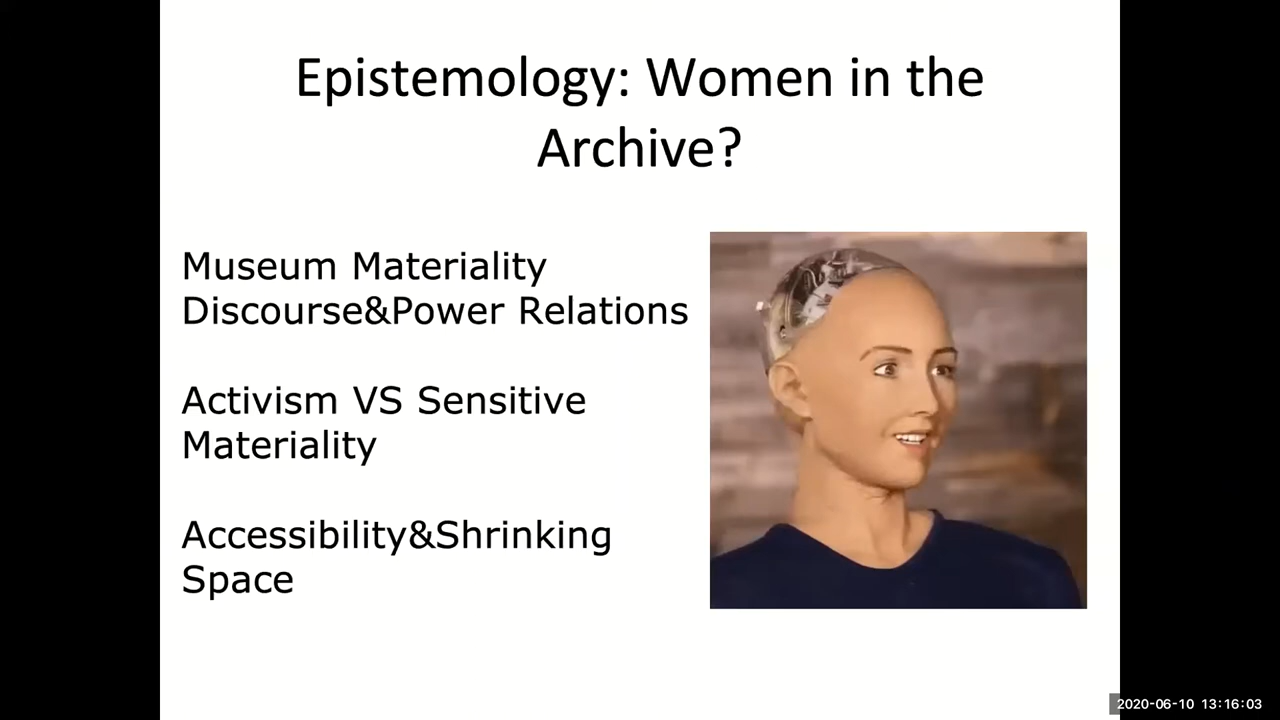 Epistemology: Women in the
Archive?
Museum Materiality
Discourse&Power Relations
Activism VS Sensitive
Materiality
Accessibility&Shrinking
Space
2020-06-10 13:16:03